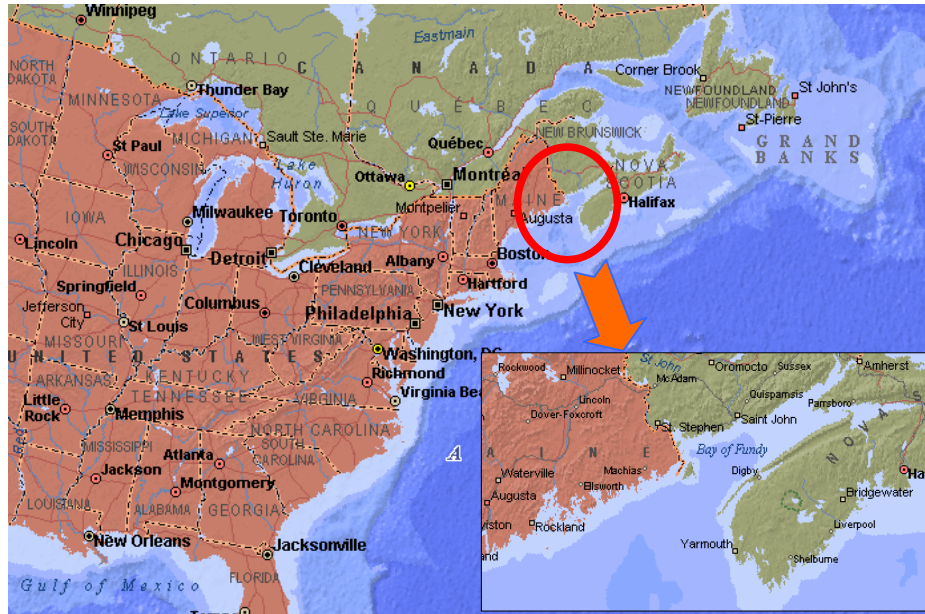 Winnipeg
ONTARIO
CANADA
Eastmain
Corner Brook
St John's
NORTH
DAKOTA
Thunder Bay
NEWFOUNDLAND
NEWFOUNDLAND
MINNESOTA
Lake Superior
QUÉBEC
St-Pierre
SOUTH
DAKOTA
St Paul
MICHIGAN
Sault Ste. Marie
Québec
NEW BRUNSWICK
GRAND
BANKS
WISCONSIN
Lake
Huron
Ottawa
Montréal
NOVA
SCOTIA
IOWA
Milwaukee
Toronto
Montpelier
MAINE
Augusta
Halifax
Lincoln
Chicago
Detroit
NEW YORK
Albany
Boston
ILLINOIS
Cleveland
Hartford
Springfield
Columbus
PENNSYLVANIA
New York
Jefferson
City
St Louis
Philadelphia
MISSOURI
WEST VIRGINIA
UNITED STATES
Washington, DC
ARKANSAS
KENTUCKY
Richmond
TENNESSEE
VIRGINIA
Virginia Bea
Little
Rock
Memphis
NORTH CAROLINA
MISSISSIPPI
Atlanta
SOUTH
CAROLINA
A
Jackson
Montgomery
LOUISIANA
ALABAMA
GEORGIA
New Orleans
Jacksonville
Gulf of Mexico
FLORIDA
Rockwood
Millinocket
St John
Oromocto
Sussex
Amherst
McAdam
Lincoln
Quispamsis
Parrsboro
Dover-Foxcroft
St. Stephen
Saint John
AINE
Bay of Fundy
NOVA S
Waterville
Machias
Digby
Ha
Ellsworth
Augusta
Bridgewater
wiston
Rockland
Liverpool
and
Yarmouth
Shelburne